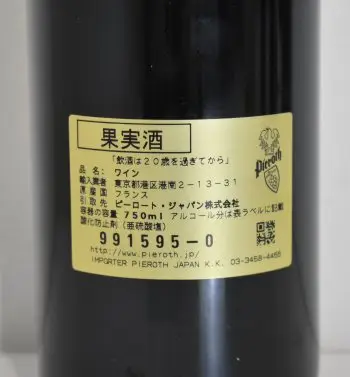 果実酒
「飲酒は20歳を過ぎてから」
Pieroth
品名: ワイン
輸入業者 東京都港区港南2-13-31
原産国 フランス
引取先 ピーロート・ジャパン株式会社
容器の容量 750ml アルコール分は表ラベルに記載
酸化防止剤(亜硫酸塩)
991595-0
http://www.pieroth.jp/
IMPORTER PIEROTH JAPAN K.K. 03-3458-4455